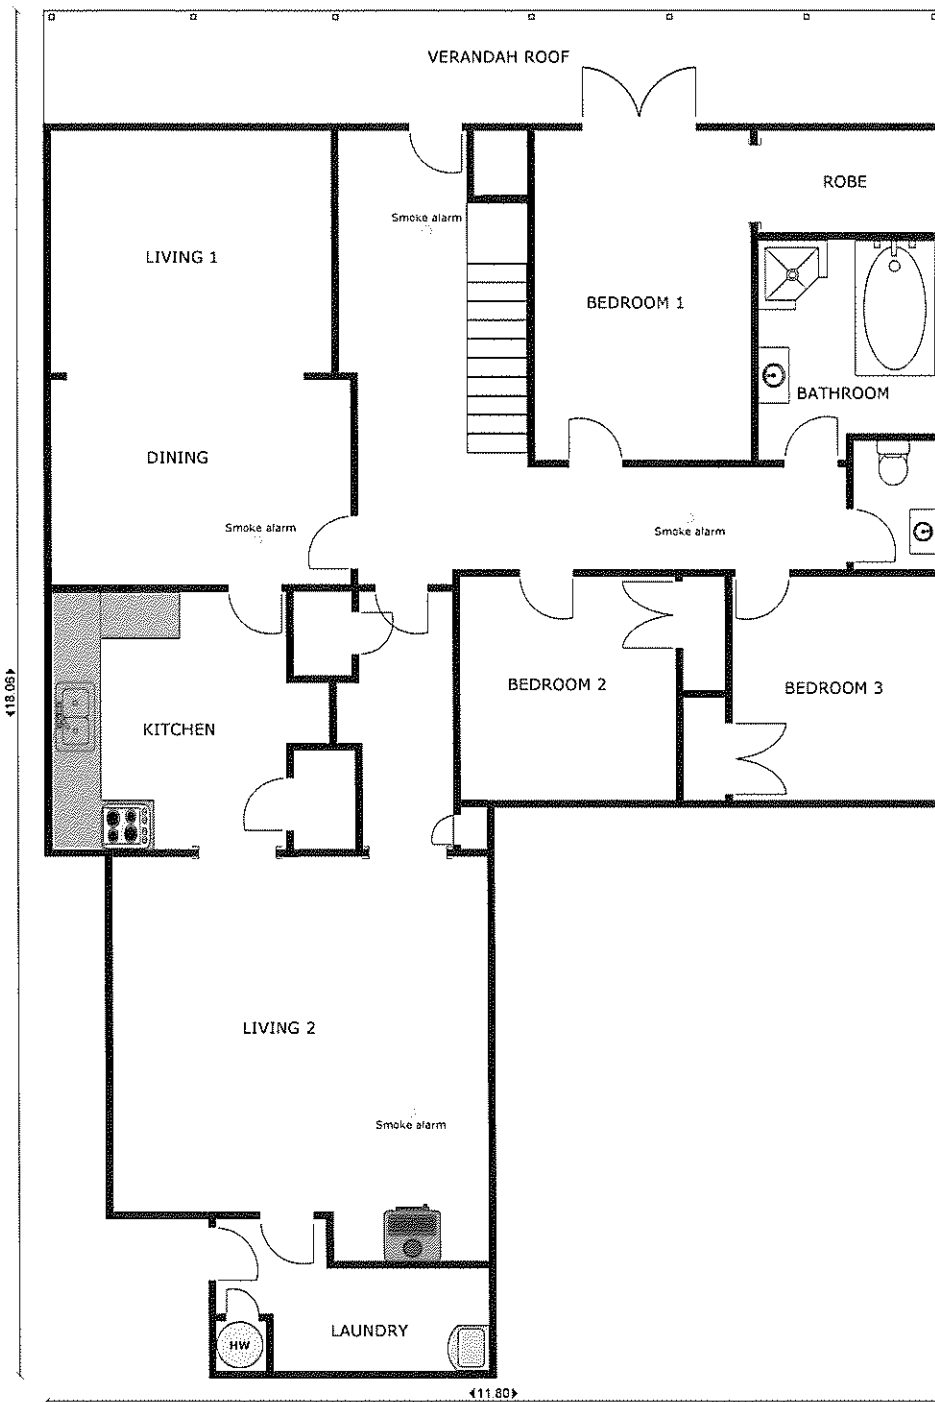 VERANDAH ROOF
ROBE
Smoke alarm
LIVING 1
BEDROOM 1
BATHROOM
DINING
Smoke alarm
Smoke alarm
BEDROOM 2
BEDROOM 3
18.06
KITCHEN
LIVING 2
Smoke alarm
LAUNDRY
HW
11.80